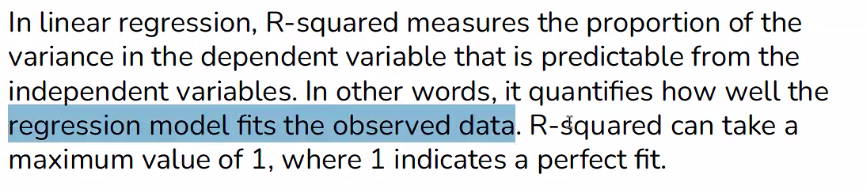 In linear regression, R-squared measures the proportion of the
variance in the dependent variable that is predictable from the
independent variables. In other words, it quantifies how well the
regression model fits the observed data. R-squared can take a
maximum value of 1, where 1 indicates a perfect fit.